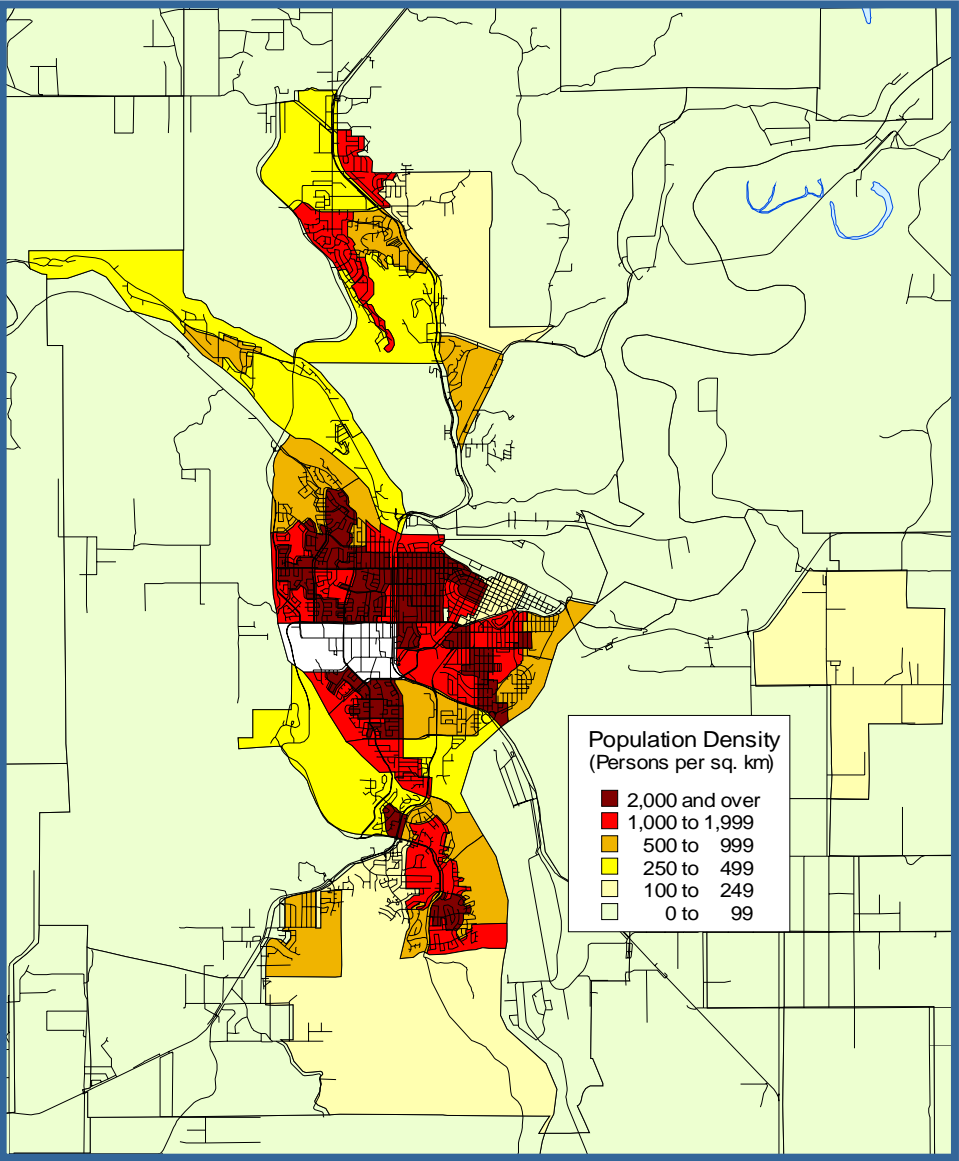 Population Density
(Persons per sq. km)
2,000 and over
1,000 to 1,999
500 to 999
250 to 499
100 to 249
0 to 99